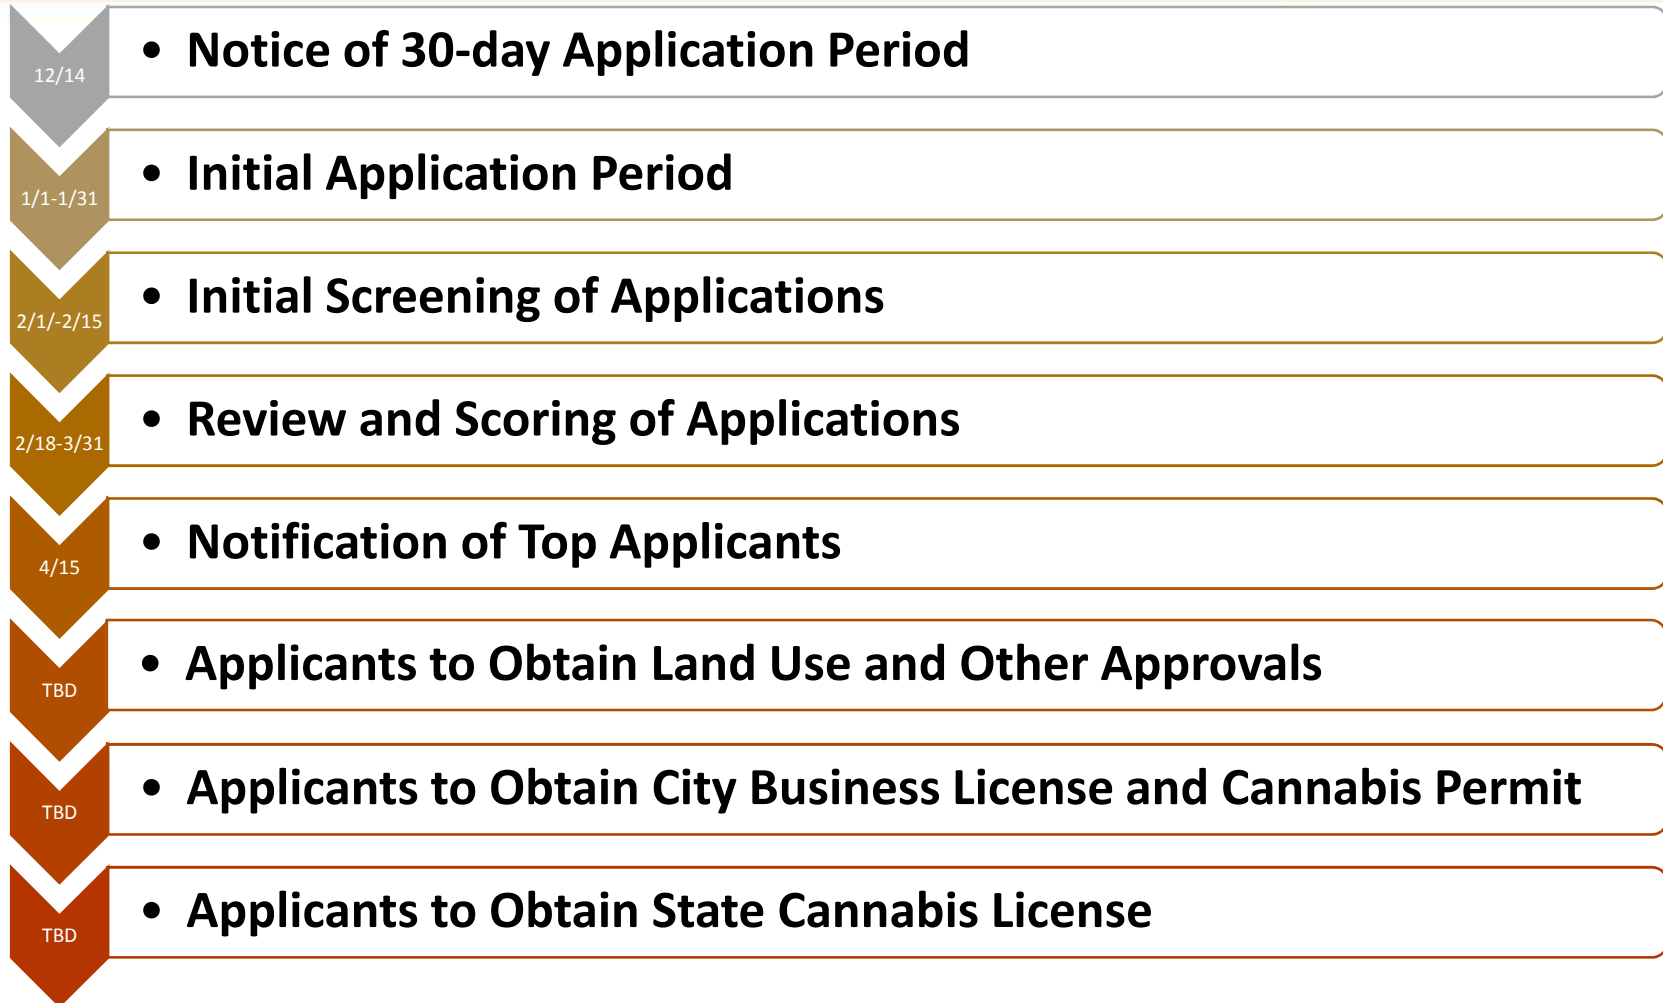 12/14
• Notice of 30-day Application Period
1/1-1/31
• Initial Application Period
2/1/-2/15
• Initial Screening of Applications
2/18-3/31
• Review and Scoring of Applications
4/15
• Notification of Top Applicants
TBD
• Applicants to Obtain Land Use and Other Approvals
TBD
• Applicants to Obtain City Business License and Cannabis Permit
TBD
• Applicants to Obtain State Cannabis License